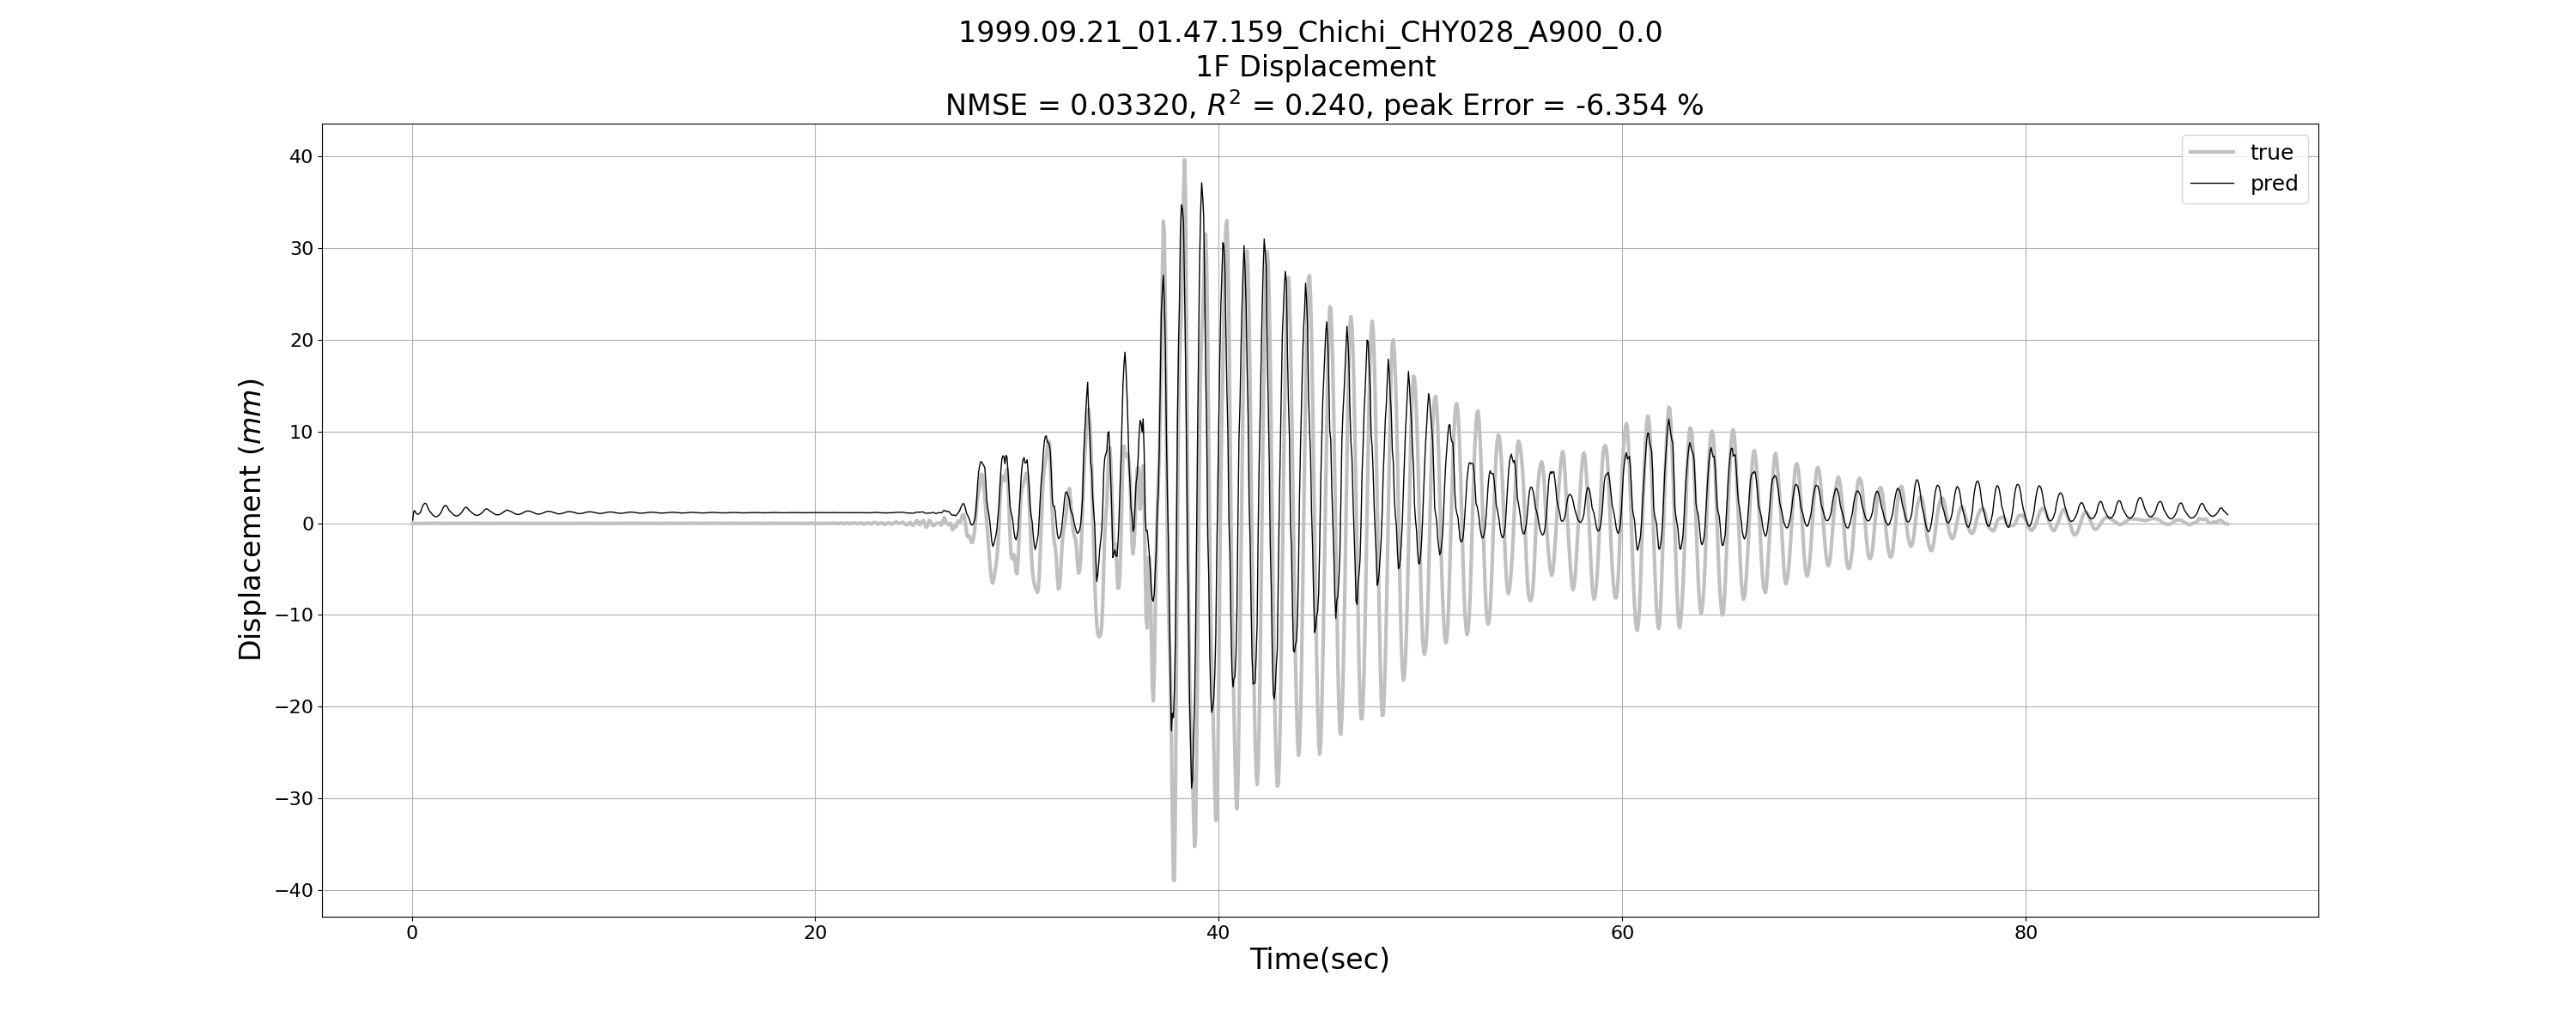 1999.09.21_01.47.159_Chichi_CHY028_A900_0.0
1F Displacement
NMSE = 0.03320, R² = 0.240, peak Error = -6.354 %
true
pred
40
30
20
10
0
−10
−20
−30
−40
Displacement (mm)
0 20 40 60 80
Time(sec)